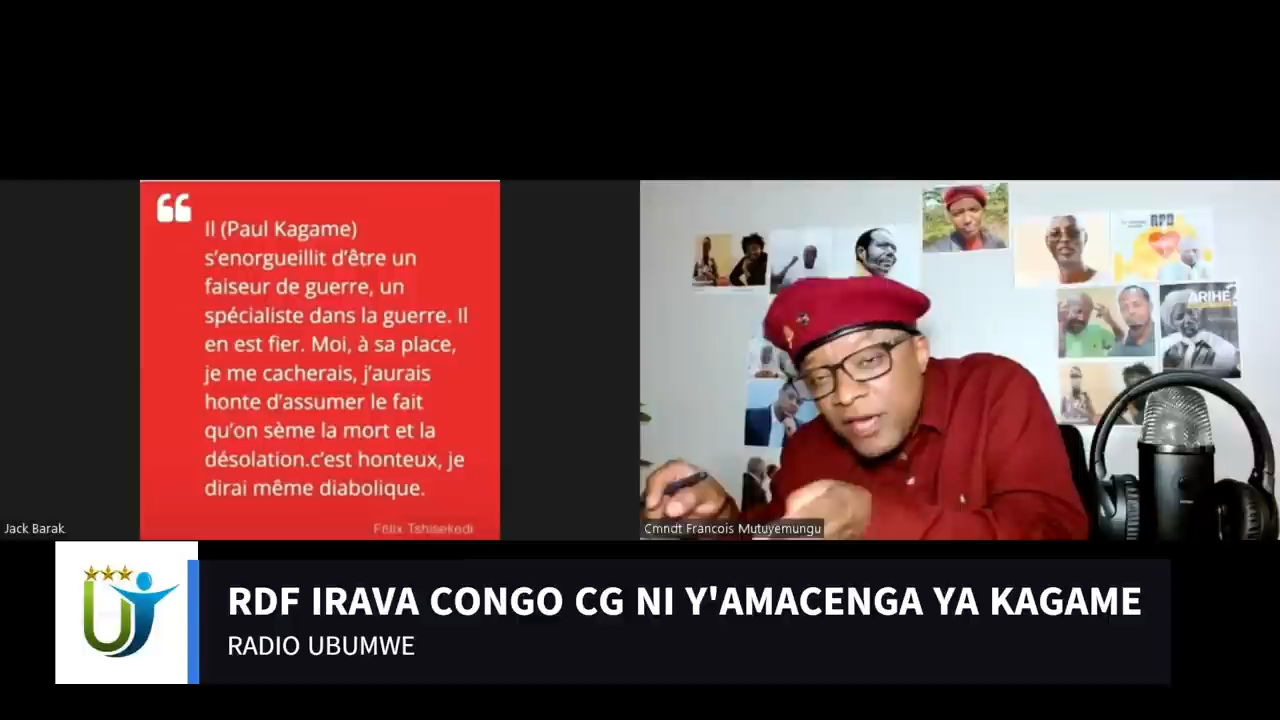 Il (Paul Kagame)
s’enorgueillit d’être un
faiseur de guerre, un
spécialiste dans la guerre. Il
en est fier. Moi, à sa place,
je me cacherais, j’aurais
honte d’assumer le fait
qu’on sème la mort et la
désolation.c’est honteux, je
dirai même diabolique.
Félix Tshisekedi
Jack Barak.
RPD
ARIHE?
Cmndt Francois Mutuyemungu
RDF IRAVA CONGO CG NI Y'AMACENGA YA KAGAME
RADIO UBUMWE